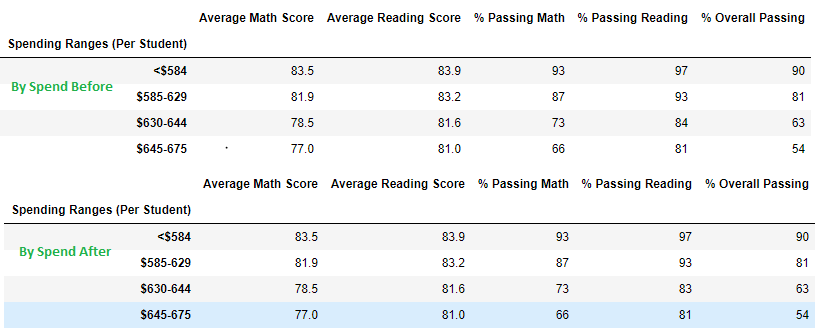 Average Math Score Average Reading Score % Passing Math % Passing Reading % Overall Passing
Spending Ranges (Per Student)
<$584 83.5 83.9 93 97 90
By Spend Before
$585-629 81.9 83.2 87 93 81
$630-644 78.5 81.6 73 84 63
$645-675 77.0 81.0 66 81 54
Average Math Score Average Reading Score % Passing Math % Passing Reading % Overall Passing
Spending Ranges (Per Student)
<$584 83.5 83.9 93 97 90
By Spend After
$585-629 81.9 83.2 87 93 81
$630-644 78.5 81.6 73 83 63
$645-675 77.0 81.0 66 81 54